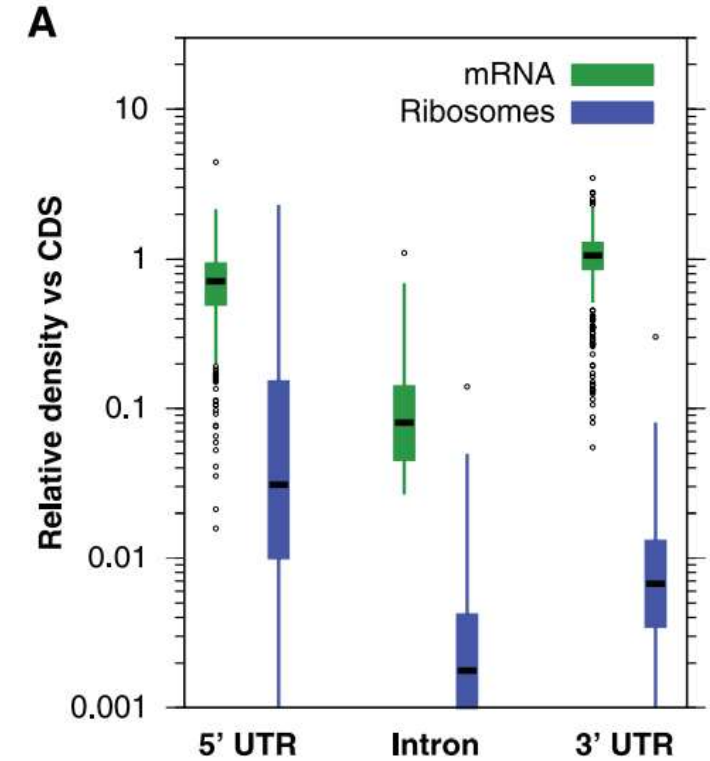 A
mRNA
Ribosomes
Relative density vs CDS
10
1
0.1
0.01
0.001
5’ UTR
Intron
3’ UTR